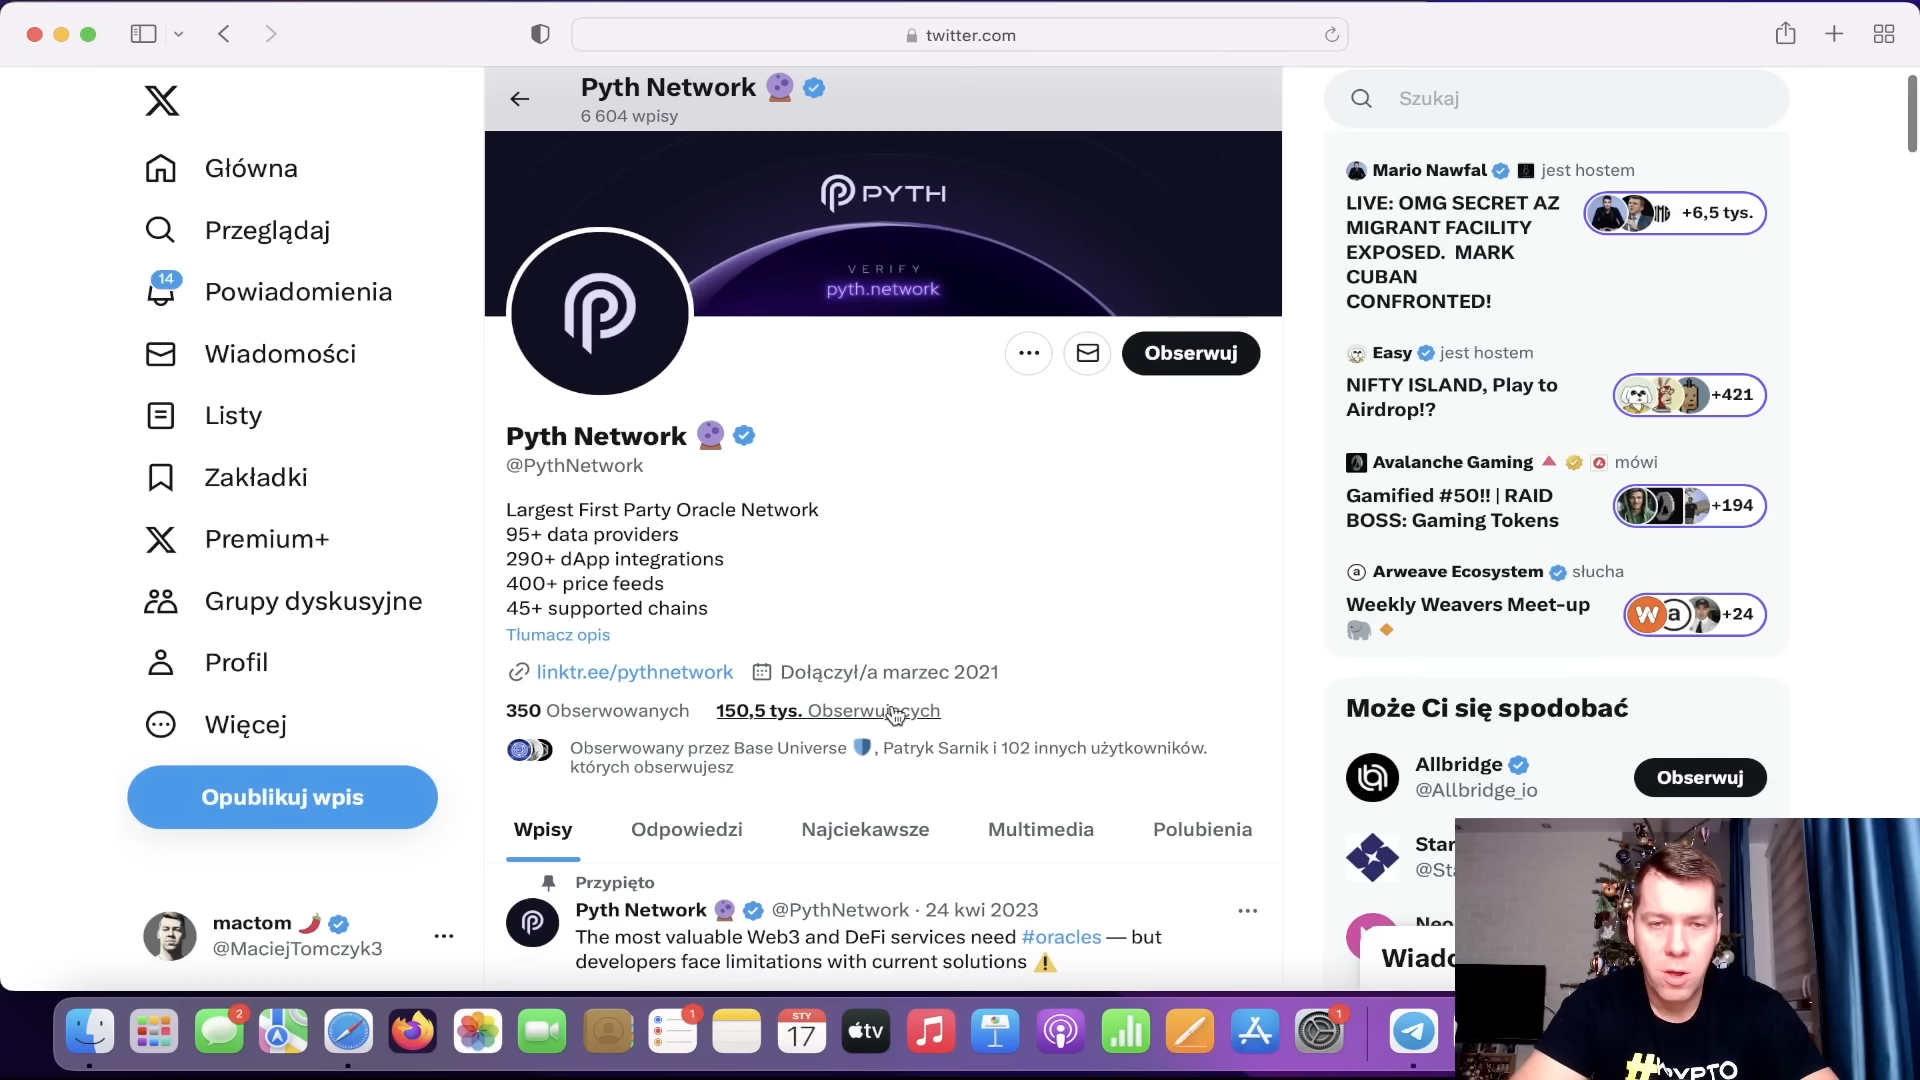 twitter.com
Pyth Network
6 604 wpisy
Szukaj
Główna
Przeglądaj
14
Powiadomienia
Wiadomości
Listy
Zakładki
Premium+
Grupy dyskusyjne
Profil
Więcej
Opublikuj wpis
mactom
@MaciejTomczyk3
PYTH
VERIFY
pyth.network
Obserwuj
Pyth Network
@PythNetwork
Largest First Party Oracle Network
95+ data providers
290+ dApp integrations
400+ price feeds
45+ supported chains
Tłumacz opis
linktr.ee/pythnetwork Dołączył/a marzec 2021
350 Obserwowanych 150,5 tys. Obserwujących
Obserwowany przez Base Universe , Patryk Sarnik i 102 innych użytkowników.
których obserwujesz
Wpisy Odpowiedzi Najciekawsze Multimedia Polubienia
Przypięto
Pyth Network @PythNetwork · 24 kwi 2023
The most valuable Web3 and DeFi services need #oracles — but
developers face limitations with current solutions
Mario Nawfal jest hostem
LIVE: OMG SECRET AZ
MIGRANT FACILITY
EXPOSED. MARK
CUBAN
CONFRONTED!
+6,5 tys.
Easy jest hostem
NIFTY ISLAND, Play to
Airdrop!?
+421
Avalanche Gaming mówi
Gamified #50!! | RAID
BOSS: Gaming Tokens
+194
Arweave Ecosystem słucha
Weekly Weavers Meet-up
+24
Może Ci się spodobać
Allbridge
@Allbridge_io
Obserwuj
Star
@Sta
Neo
Wiado
2
1
STY
17
tv
1